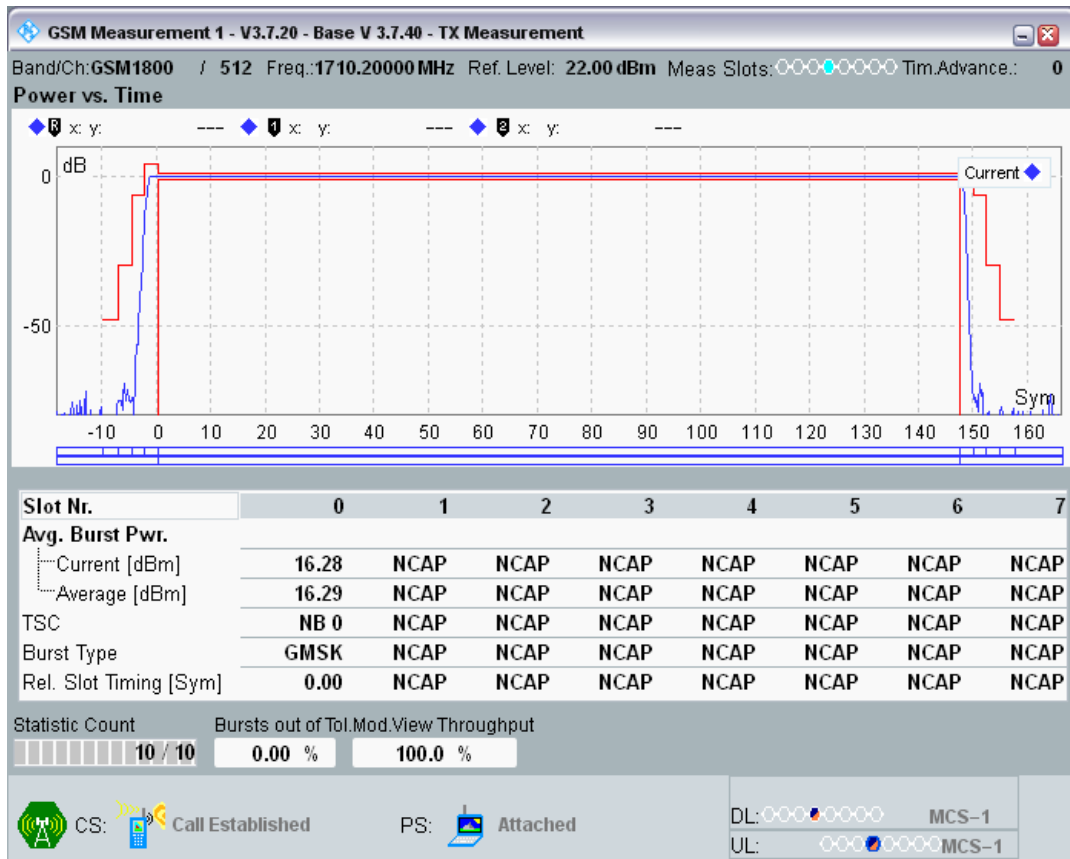 GSM Measurement 1 - V3.7.20 - Base V 3.7.40 - TX Measurement
Band/Ch:GSM1800 / 512 Freq.:1710.20000 MHz Ref. Level: 22.00 dBm Meas Slots: Tim.Advance.: 0
Power vs. Time
R x: y: --- 1 x: y: --- 2 x: y: ---
dB
Current
0
-50
Sym
-10 0 10 20 30 40 50 60 70 80 90 100 110 120 130 140 150 160
Slot Nr. 0 1 2 3 4 5 6 7
Avg. Burst Pwr.
Current [dBm] 16.28 NCAP NCAP NCAP NCAP NCAP NCAP NCAP
Average [dBm] 16.29 NCAP NCAP NCAP NCAP NCAP NCAP NCAP
TSC NB 0 NCAP NCAP NCAP NCAP NCAP NCAP NCAP
Burst Type GMSK NCAP NCAP NCAP NCAP NCAP NCAP NCAP
Rel. Slot Timing [Sym] 0.00 NCAP NCAP NCAP NCAP NCAP NCAP NCAP
Statistic Count Bursts out of Tol.Mod.View Throughput
10 / 10 0.00 % 100.0 %
CS: Call Established PS: Attached
DL: MCS-1
UL: MCS-1